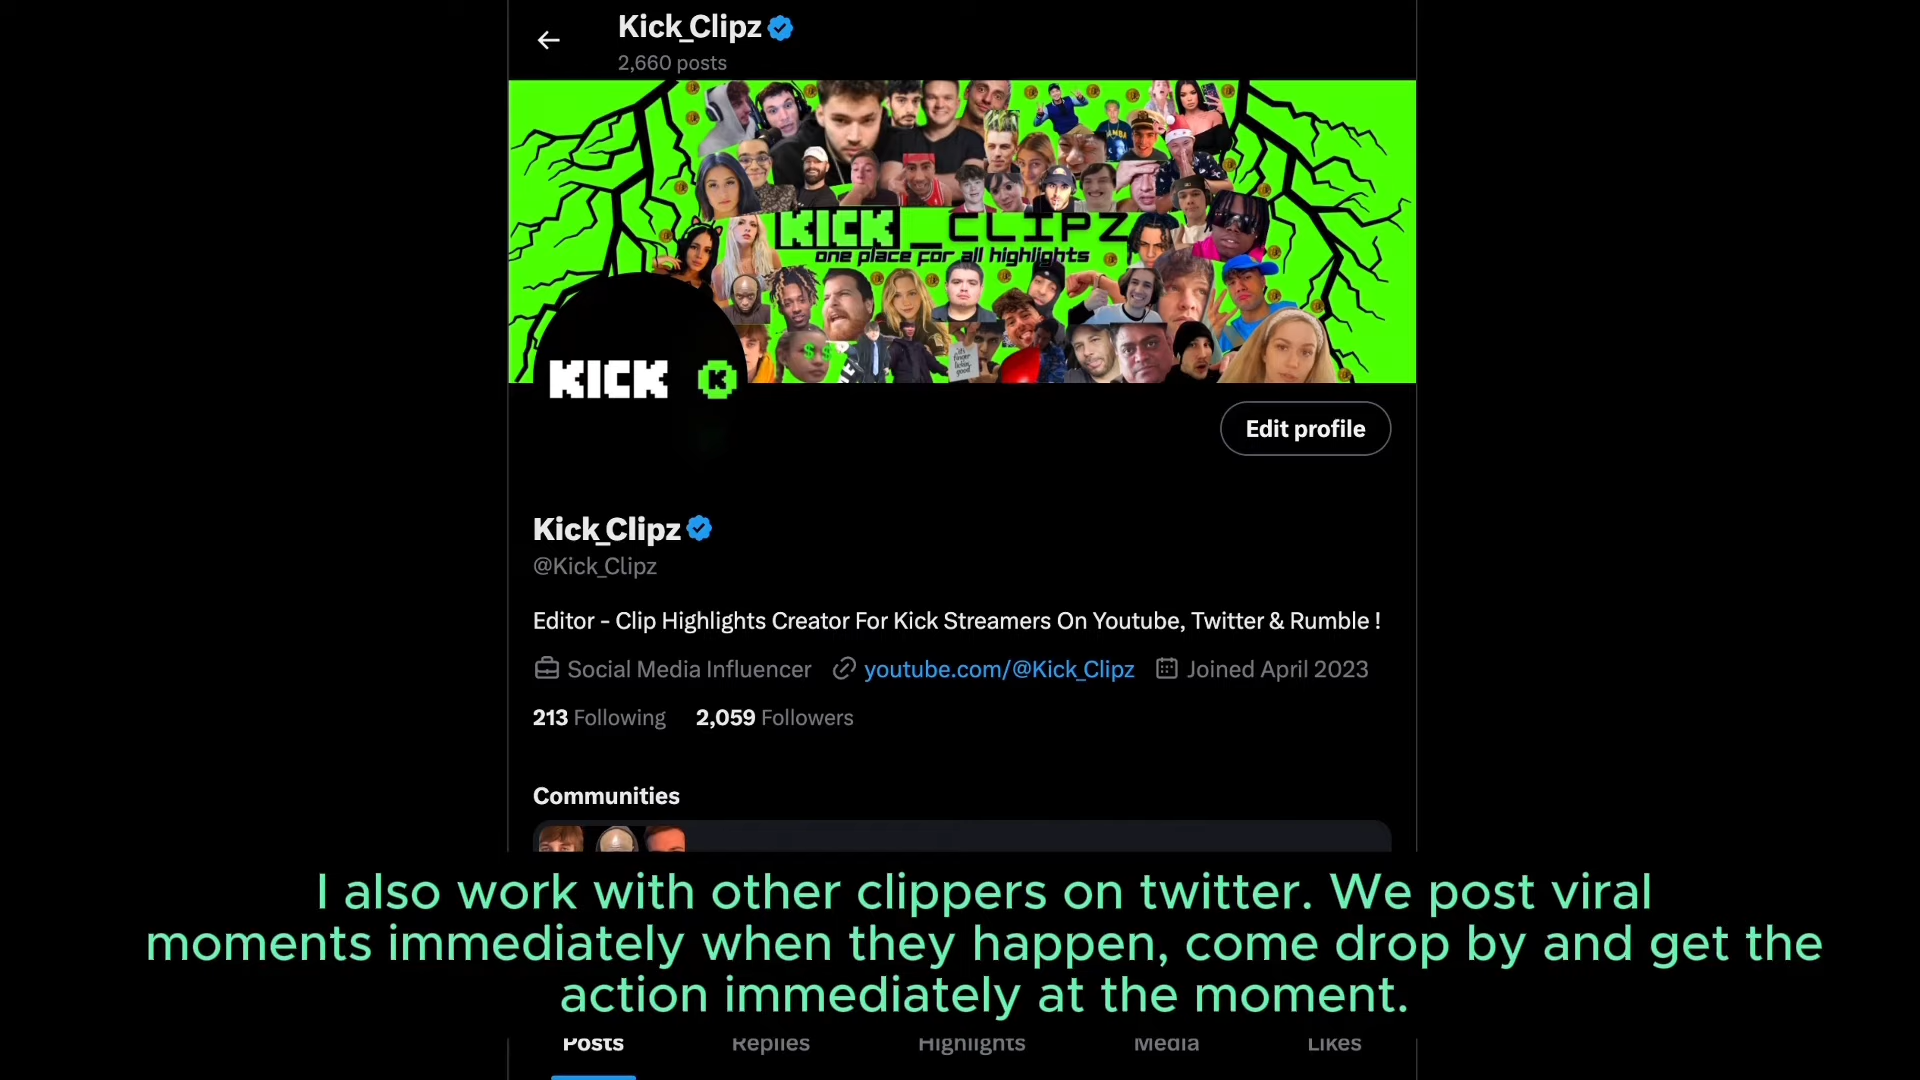 Kick_Clipz
2,660 posts
KICK_CLIPZ
one place for all highlights
KICK K
Edit profile
Kick_Clipz
@Kick_Clipz
Editor - Clip Highlights Creator For Kick Streamers On Youtube, Twitter & Rumble !
Social Media Influencer youtube.com/@Kick_Clipz Joined April 2023
213 Following 2,059 Followers
Communities
I also work with other clippers on twitter. We post viral
moments immediately when they happen, come drop by and get the
action immediately at the moment.
Posts Replies Highlights Media Likes